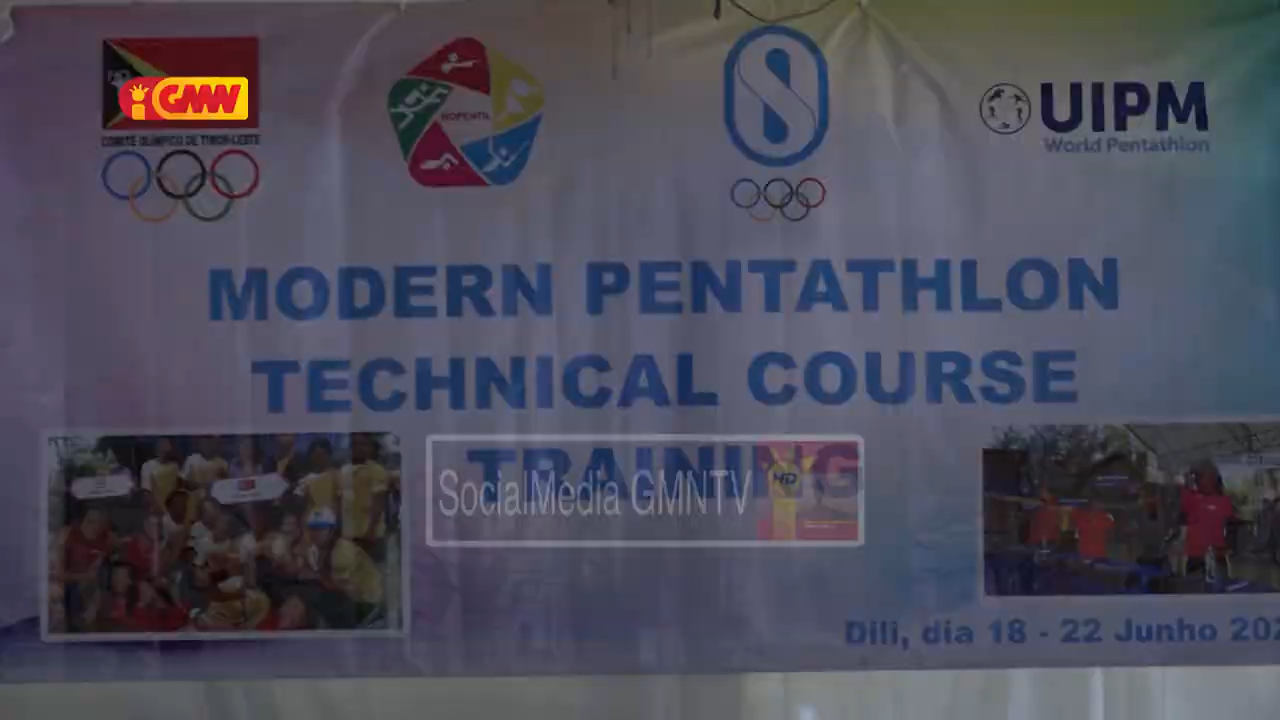 GMN
COMITÉ OLÍMPICO DE TIMOR-LESTE
UIPM
World Pentathlon
MODERN PENTATHLON
TECHNICAL COURSE
TRAINING
SocialMedia GMNTV
HD
Dili, dia 18 - 22 Junho